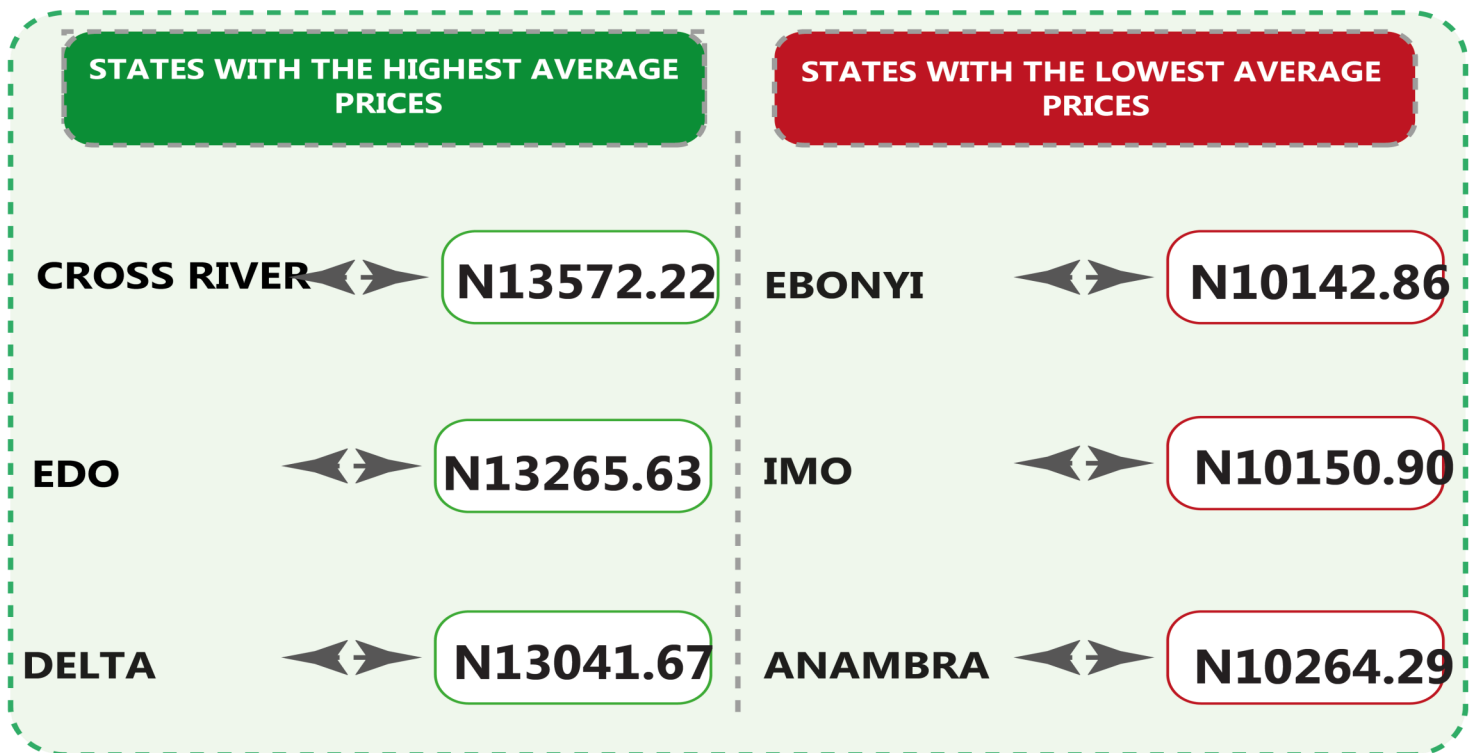 STATES WITH THE HIGHEST AVERAGE
PRICES
CROSS RIVER
N13572.22
EDO
N13265.63
DELTA
N13041.67
STATES WITH THE LOWEST AVERAGE
PRICES
EBONYI
N10142.86
IMO
N10150.90
ANAMBRA
N10264.29